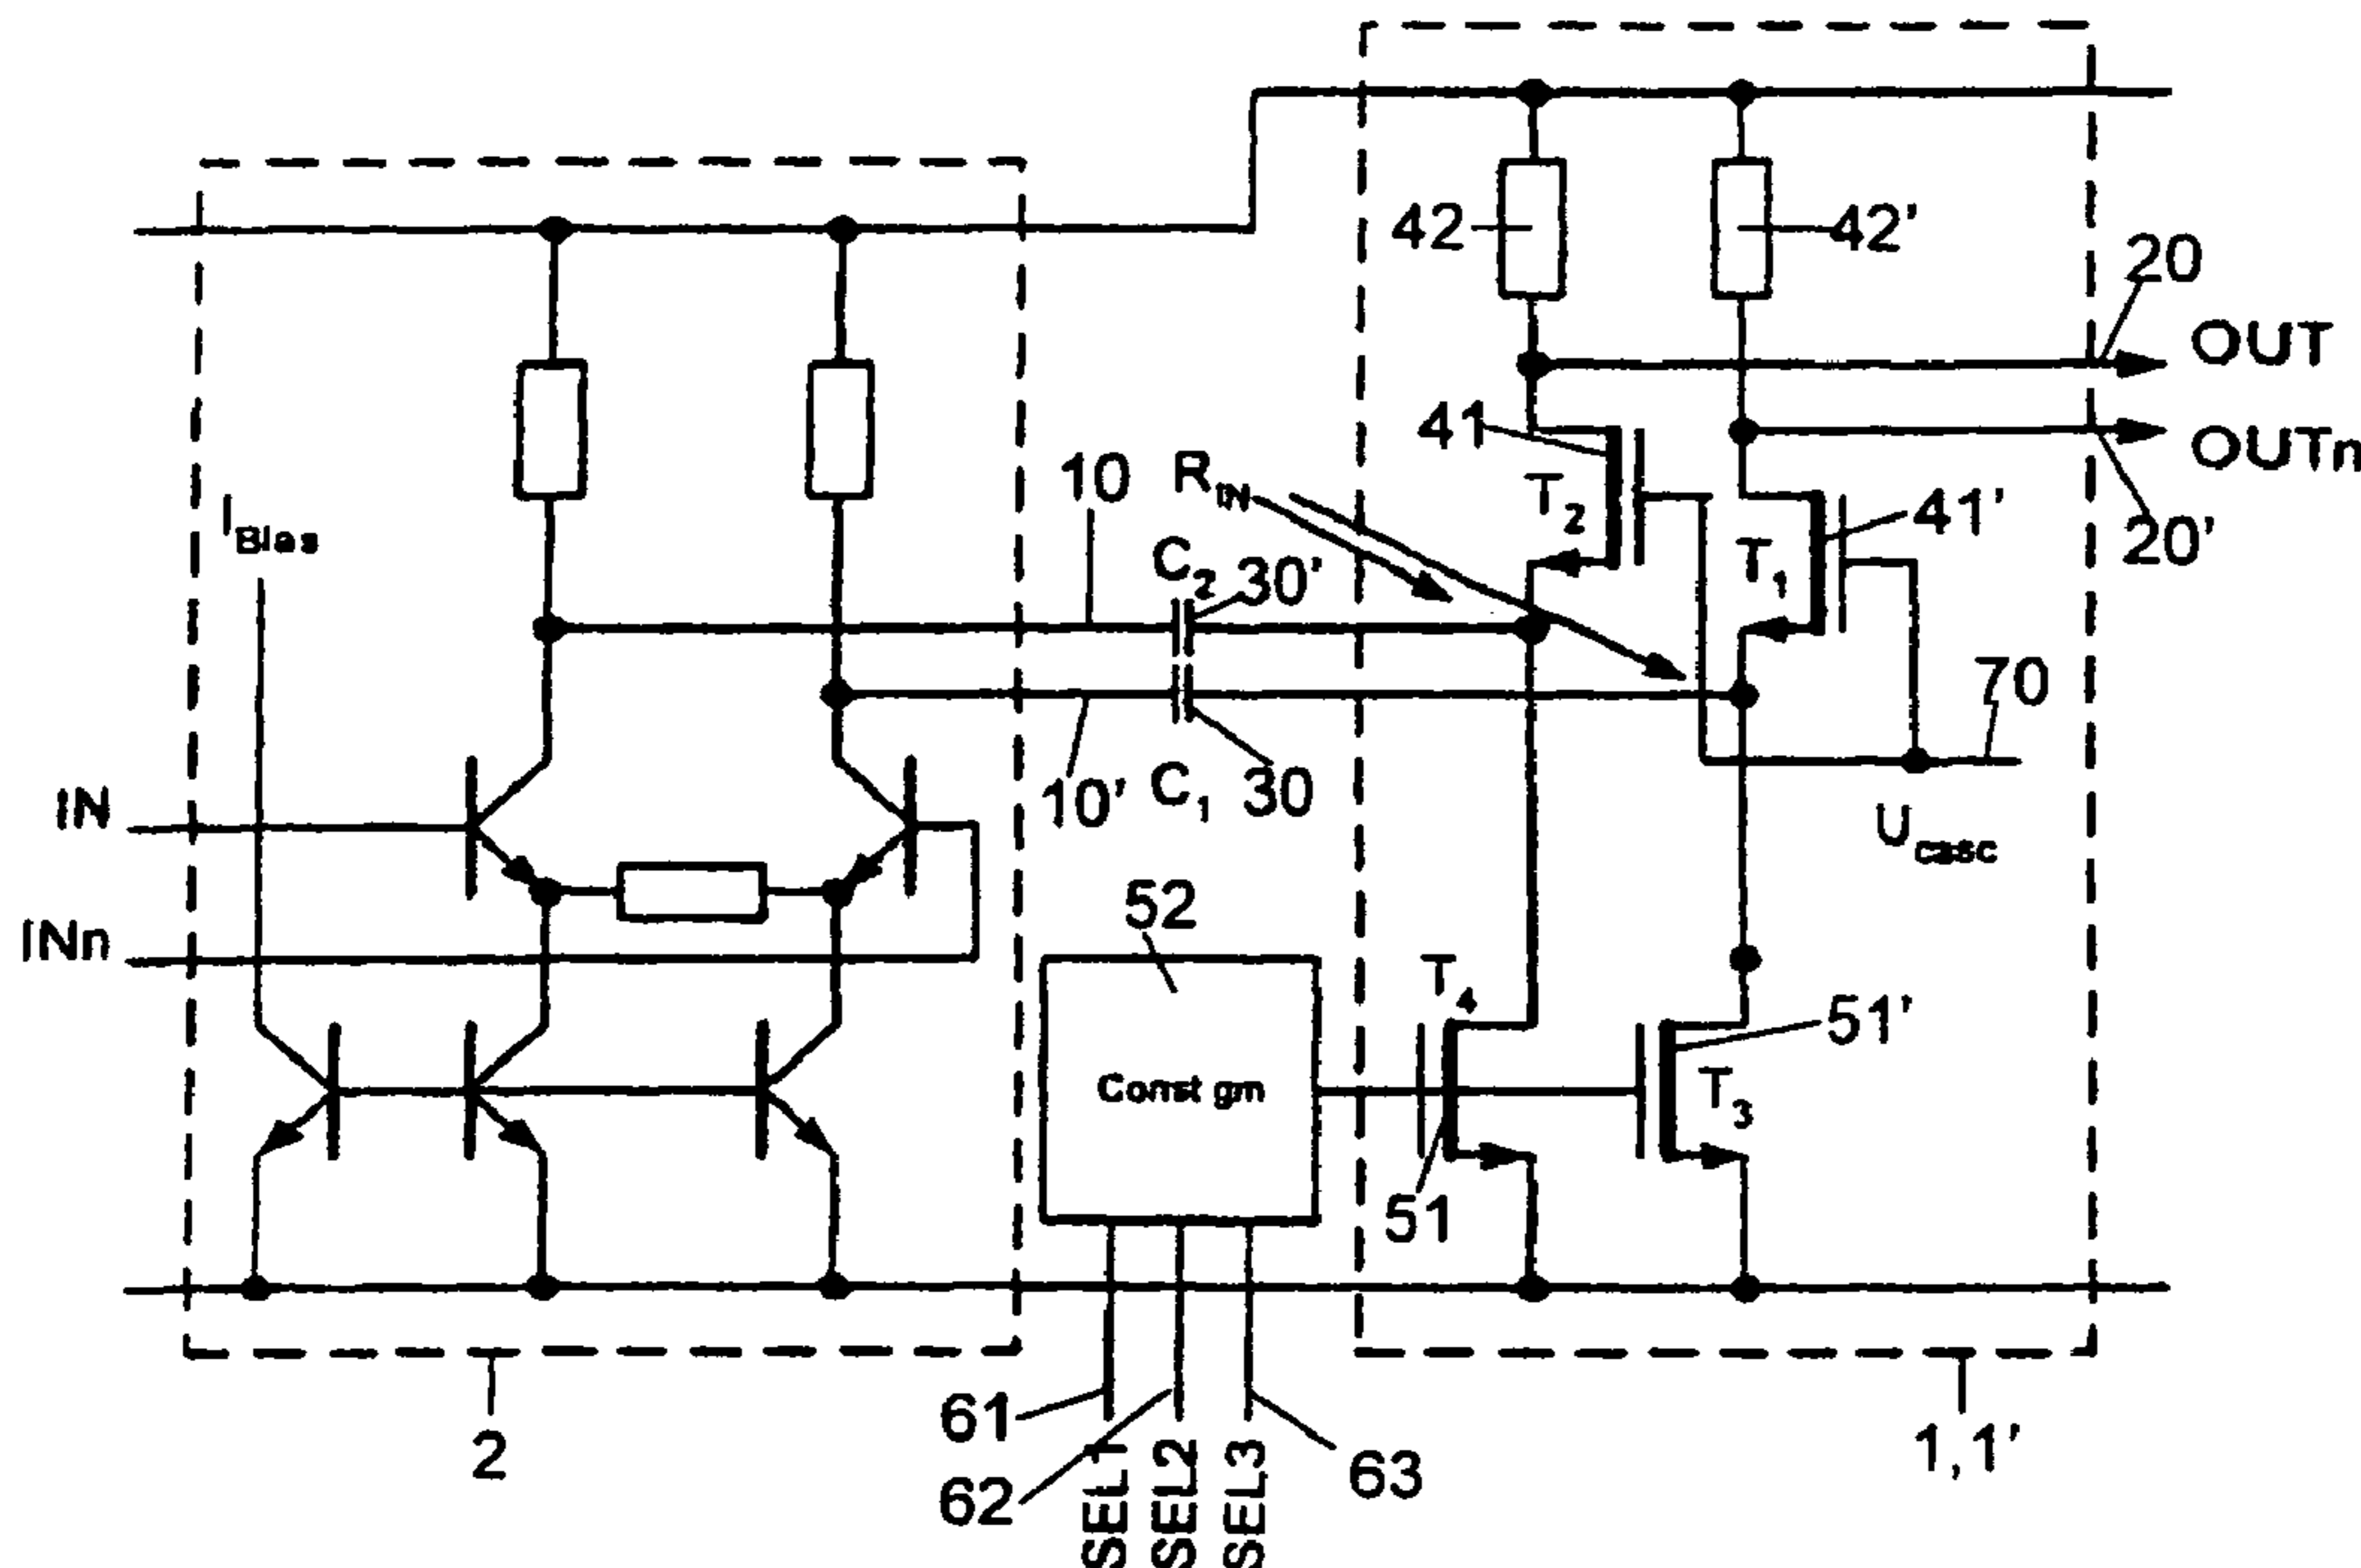 42
42'
20
OUT
OUTn
20'
41
T2
41'
T1
10
RIN
IBias
C2
30'
70
10'
C1
30
IN
Ucasc
INn
52
T4
51'
Const gm
T3
51
2
61
62
SEL1
SEL2
SEL3
63
1,1'